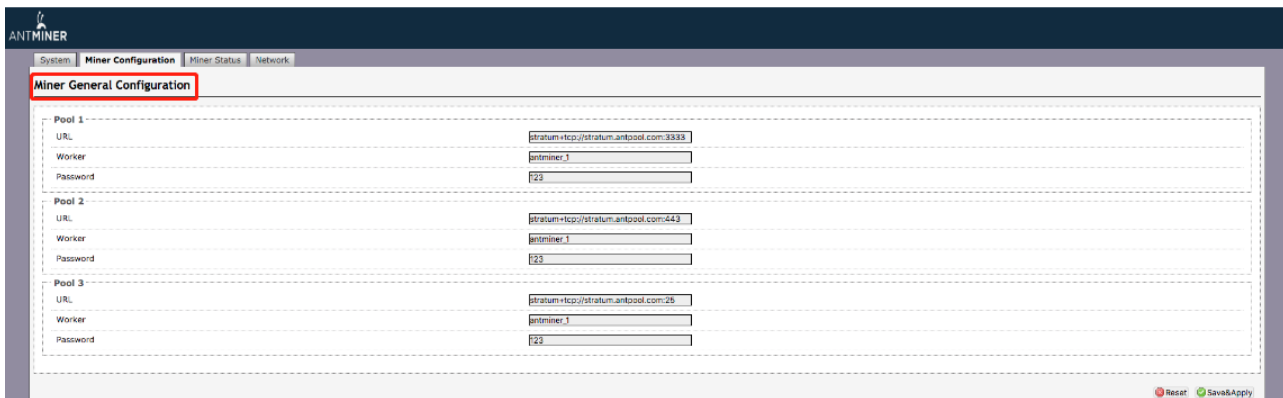 ANTMINER
System Miner Configuration Miner Status Network
Miner General Configuration
Pool 1
URL stratum+tcp://stratum.antpool.com:3333
Worker antminer_1
Password 123
Pool 2
URL stratum+tcp://stratum.antpool.com:443
Worker antminer_1
Password 123
Pool 3
URL stratum+tcp://stratum.antpool.com:25
Worker antminer_1
Password 123
Reset Save&Apply